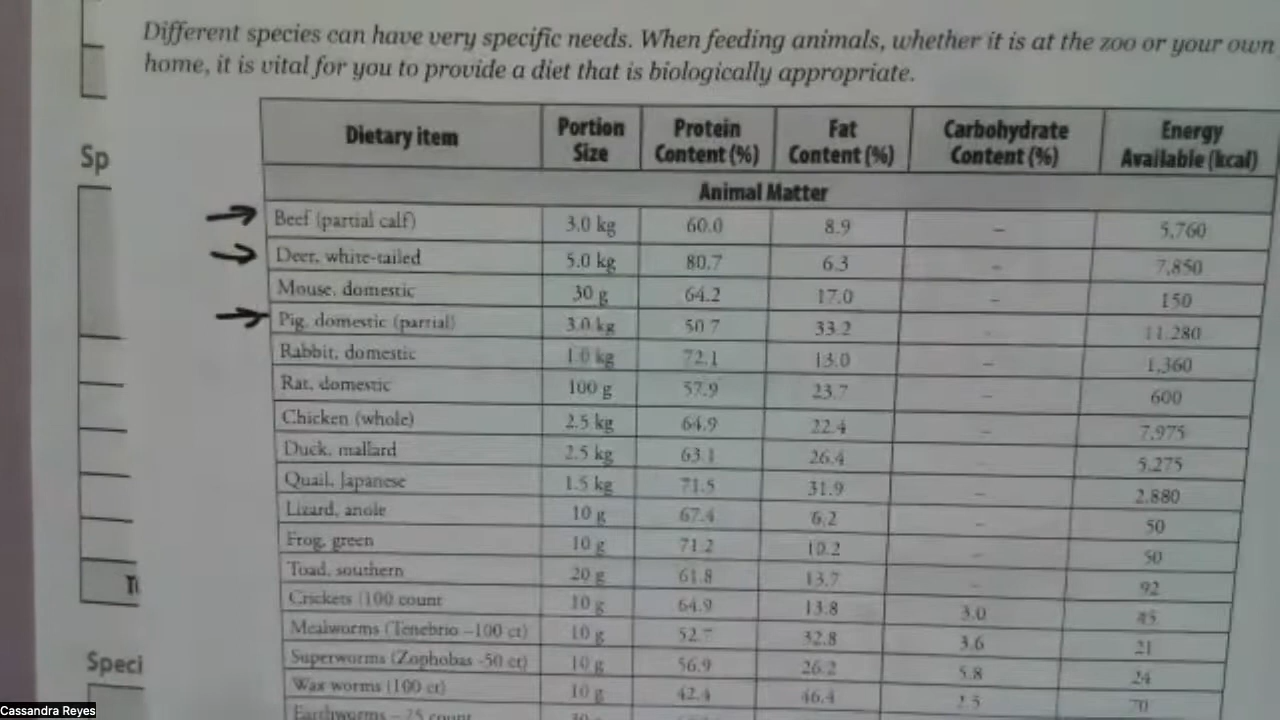 Different species can have very specific needs. When feeding animals, whether it is at the zoo or your own
home, it is vital for you to provide a diet that is biologically appropriate.
Sp
Dietary item Portion Size Protein Content (%) Fat Content (%) Carbohydrate Content (%) Energy Available (kcal)
Animal Matter
Beef (partial calf) 3.0 kg 60.0 8.9 – 5,760
Deer, white-tailed 5.0 kg 80.7 6.3 – 7,850
Mouse, domestic 30 g 64.2 17.0 – 150
Pig, domestic (partial) 3.0 kg 50.7 33.2 – 11,280
Rabbit, domestic 1.0 kg 72.1 13.0 – 1,360
Rat, domestic 100 g 57.9 23.7 – 600
Chicken (whole) 2.5 kg 64.9 22.4 – 7,975
Duck, mallard 2.5 kg 63.1 26.4 – 5,275
Quail, Japanese 1.5 kg 71.5 31.9 – 2,880
Lizard, anole 10 g 67.4 6.2 – 50
Frog, green 10 g 71.2 10.2 – 50
Toad, southern 20 g 61.8 13.7 – 92
Crickets (100 count 10 g 64.9 13.8 3.0 45
Mealworms (Tenebrio –100 ct) 10 g 52.7 32.8 3.6 21
Superworms (Zophobas -50 ct) 10 g 56.9 26.2 5.8 24
Wax worms (100 ct) 10 g 42.4 46.4 2.5 70
Earthworms – 25 count
Speci
Cassandra Reyes